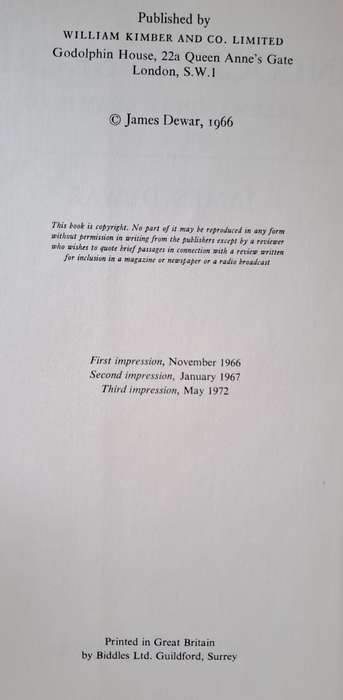 Published by
WILLIAM KIMBER AND CO. LIMITED
Godolphin House, 22a Queen Anne's Gate
London, S.W.1
© James Dewar, 1966
This book is copyright. No part of it may be reproduced in any form
without permission in writing from the publishers except by a reviewer
who wishes to quote brief passages in connection with a review written
for inclusion in a magazine or newspaper or a radio broadcast
First impression, November 1966
Second impression, January 1967
Third impression, May 1972
Printed in Great Britain
by Biddles Ltd. Guildford, Surrey